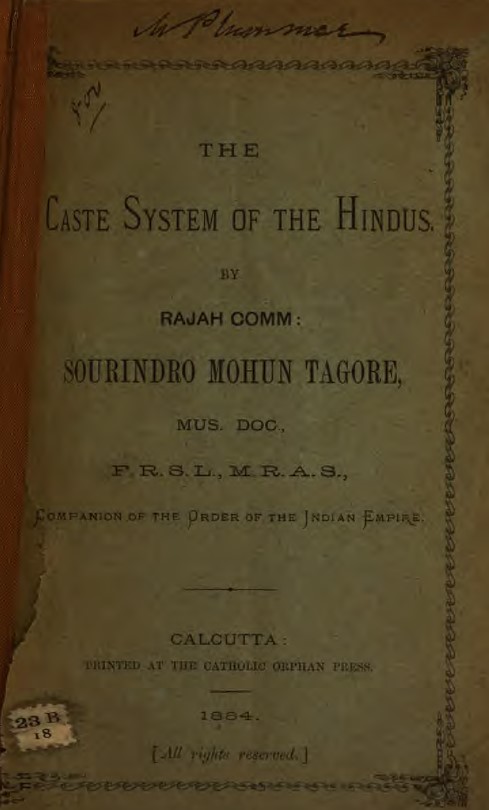 M Plummer
THE
CASTE SYSTEM OF THE HINDUS.
BY
RAJAH COMM:
SOURINDRO MOHUN TAGORE,
MUS. DOC.,
F. R. S. L., M. R. A. S.,
COMPANION OF THE ORDER OF THE INDIAN EMPIRE.
CALCUTTA:
PRINTED AT THE CATHOLIC ORPHAN PRESS.
1884.
23 B
18
[All rights reserved.]